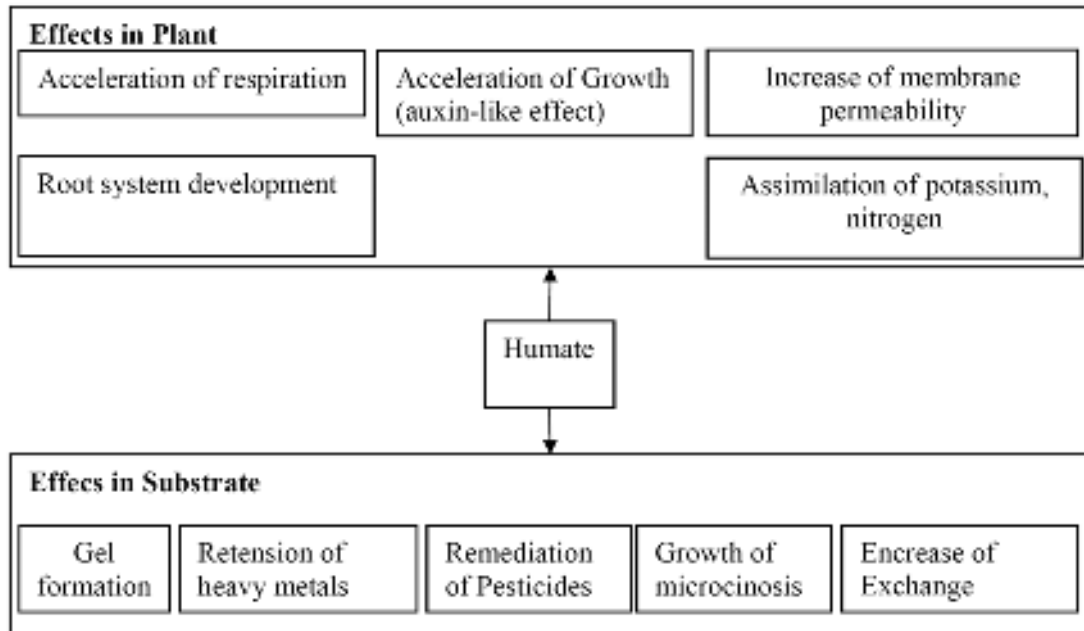 Effects in Plant
Acceleration of respiration
Acceleration of Growth
(auxin-like effect)
Increase of membrane
permeability
Root system development
Assimilation of potassium,
nitrogen
Humate
Effecs in Substrate
Gel
formation
Retension of
heavy metals
Remediation
of Pesticides
Growth of
microcinosis
Encrease of
Exchange